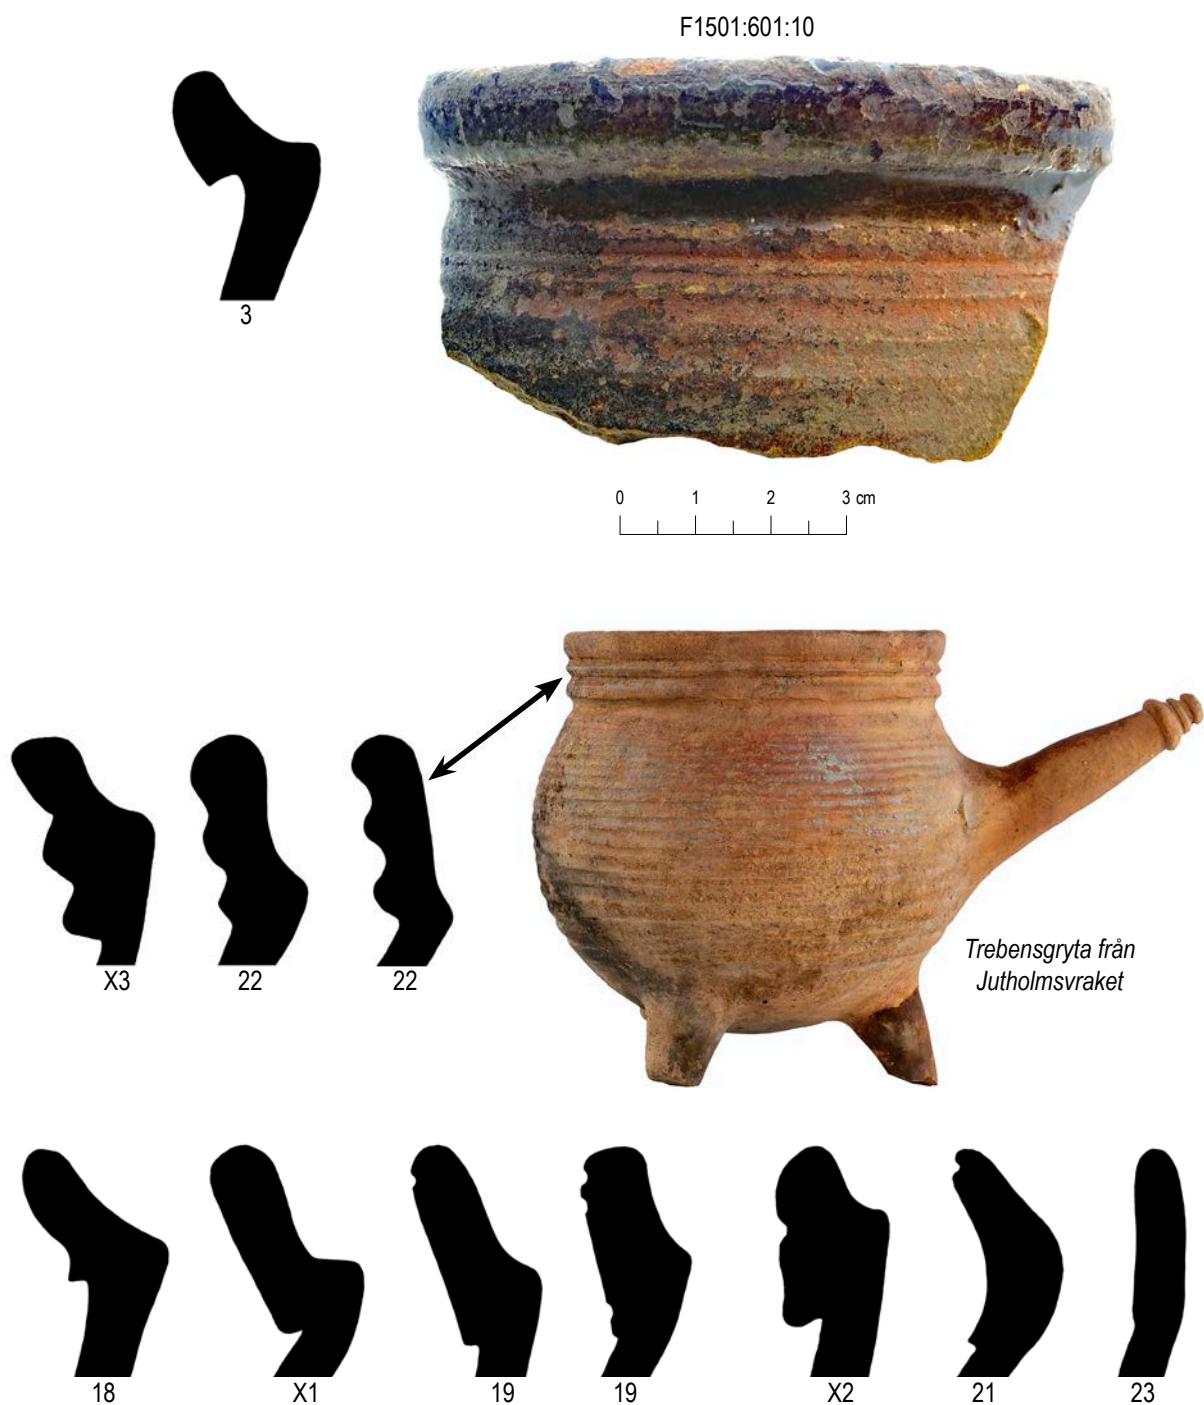 F1501:601:10
3
0 1 2 3 cm
Trebensgryta från
Jutholmsvraket
X3 22 22
18 X1 19 19 X2 21 23